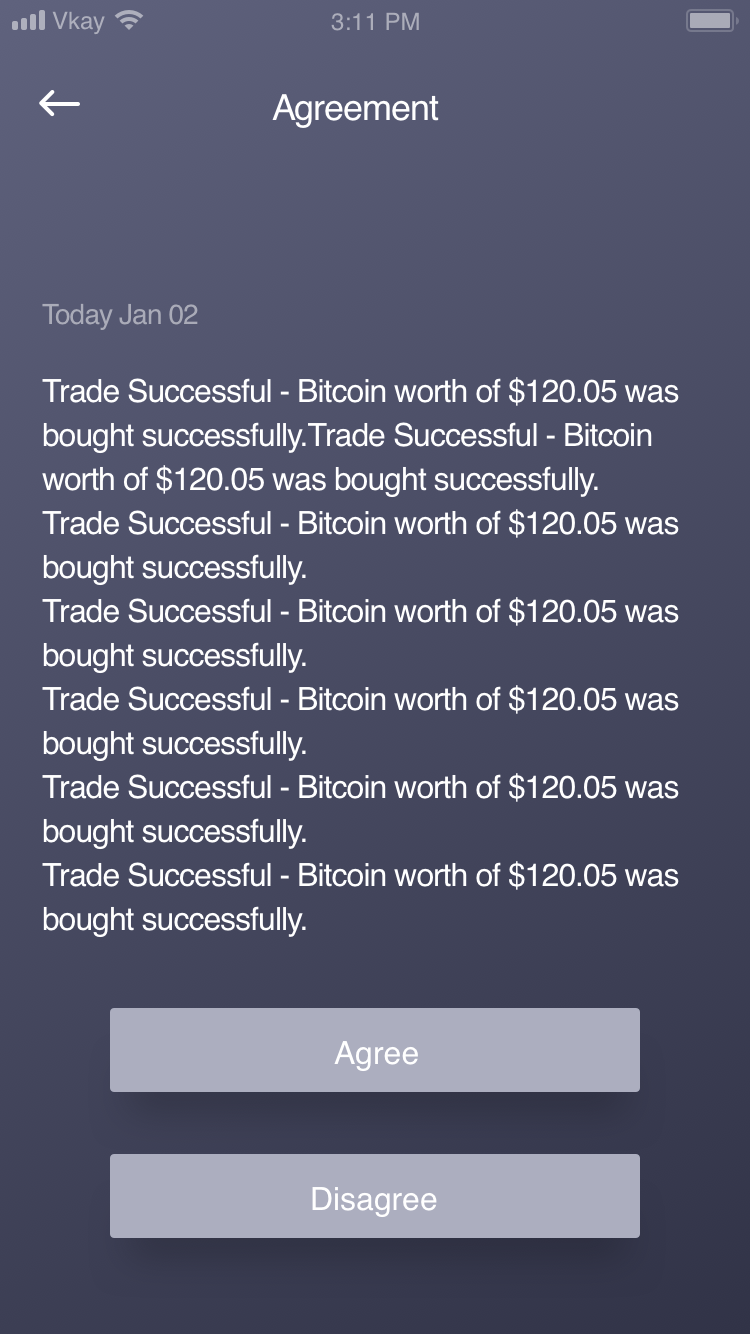 Vkay 3:11 PM
Agreement
Today Jan 02
Trade Successful - Bitcoin worth of $120.05 was
bought successfully.Trade Successful - Bitcoin
worth of $120.05 was bought successfully.
Trade Successful - Bitcoin worth of $120.05 was
bought successfully.
Trade Successful - Bitcoin worth of $120.05 was
bought successfully.
Trade Successful - Bitcoin worth of $120.05 was
bought successfully.
Trade Successful - Bitcoin worth of $120.05 was
bought successfully.
Trade Successful - Bitcoin worth of $120.05 was
bought successfully.
Agree
Disagree